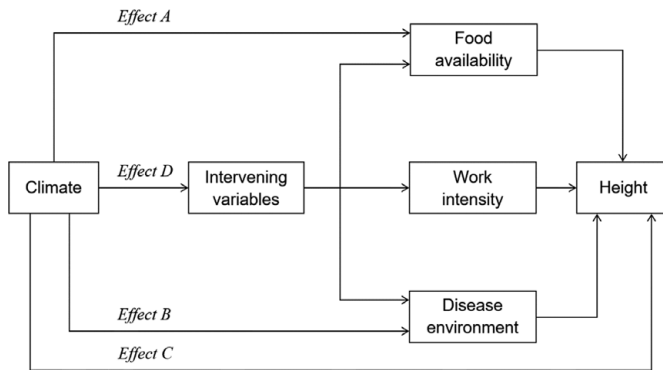 Effect A
Food
availability
Climate
Effect D
Intervening
variables
Work
intensity
Height
Effect B
Disease
environment
Effect C